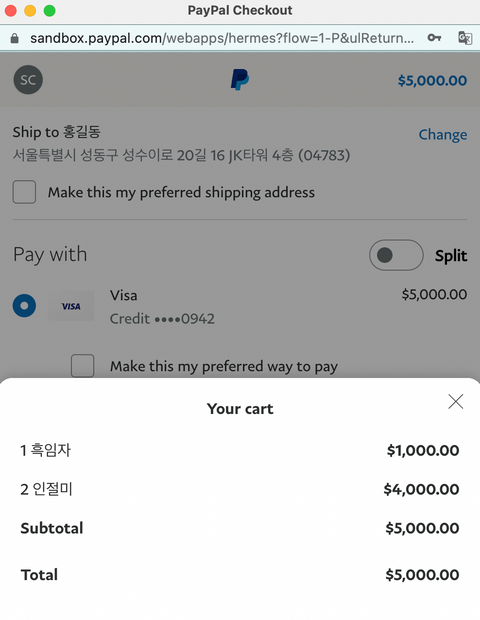 PayPal Checkout
sandbox.paypal.com/webapps/hermes?flow=1-P&ulReturn...
SC
$5,000.00
Ship to 홍길동
Change
서울특별시 성동구 성수이로 20길 16 JK타워 4층 (04783)
Make this my preferred shipping address
Pay with
Split
VISA
Visa
$5,000.00
Credit ••••0942
Make this my preferred way to pay
Your cart
1 흑임자 $1,000.00
2 인절미 $4,000.00
Subtotal $5,000.00
Total $5,000.00